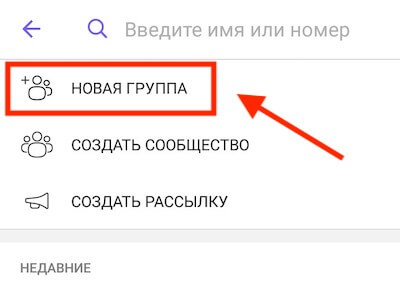 Введите имя или номер
НОВАЯ ГРУППА
СОЗДАТЬ СООБЩЕСТВО
СОЗДАТЬ РАССЫЛКУ
НЕДАВНИЕ